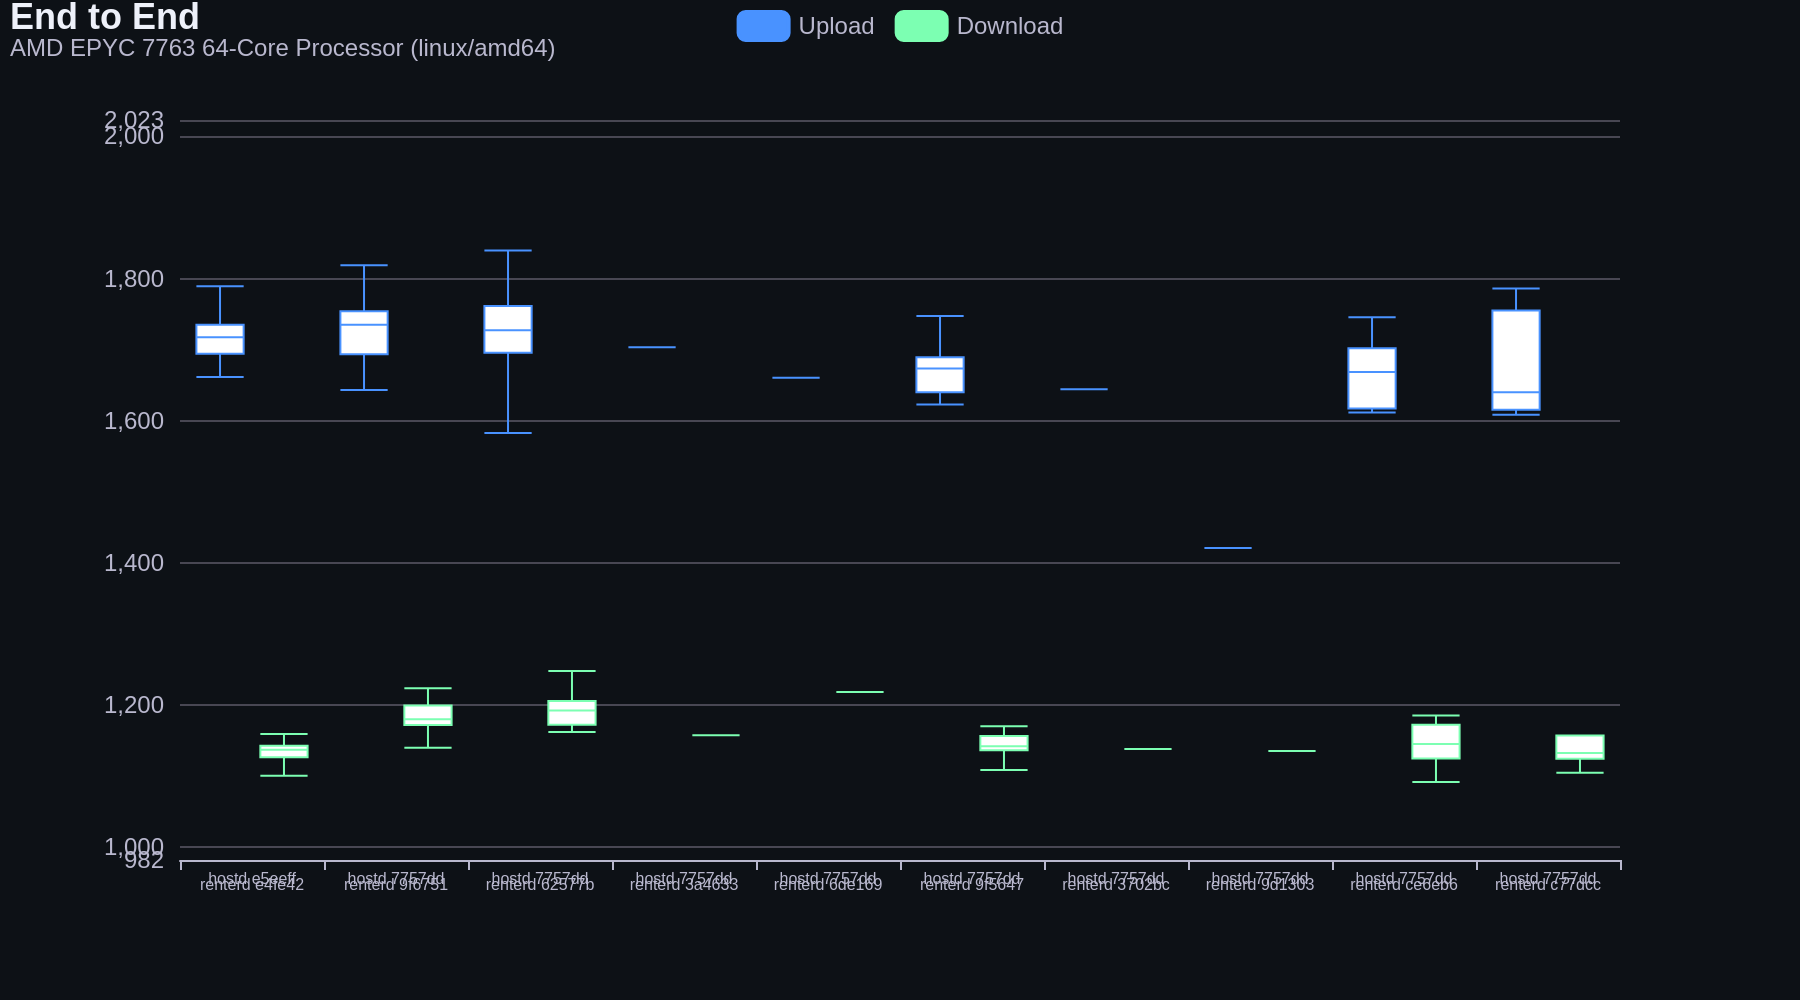 End to End
AMD EPYC 7763 64-Core Processor (linux/amd64)
Upload
Download
2,023
2,000
1,800
1,600
1,400
1,200
1,000
982
hostd e5eeff
renterd e4fe42
hostd 7757dd
renterd 9f6751
hostd 7757dd
renterd 62577b
hostd 7757dd
renterd 3a4633
hostd 7757dd
renterd 6de169
hostd 7757dd
renterd 9f5647
hostd 7757dd
renterd 3702bc
hostd 7757dd
renterd 9d1303
hostd 7757dd
renterd ce6eb6
hostd 7757dd
renterd c77dcc